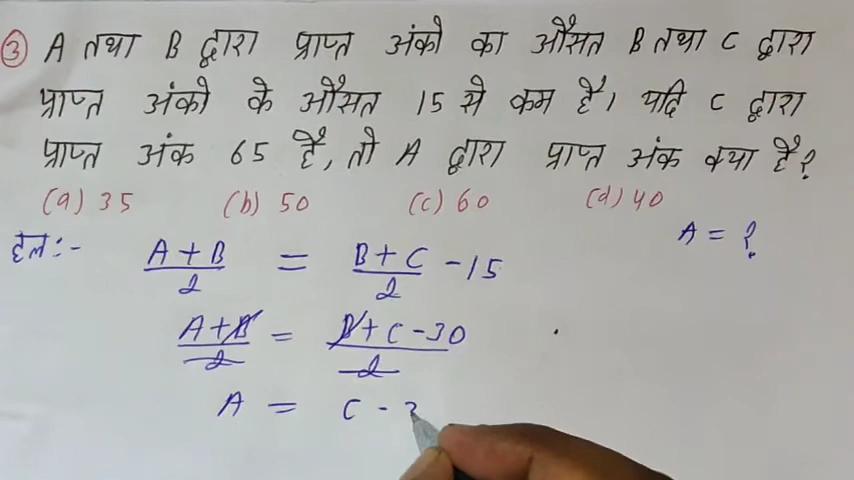 ③ A तथा B द्वारा प्राप्त अंको का औसत B तथा C द्वारा
प्राप्त अंको के औसत 15 से कम है। यदि C द्वारा
प्राप्त अंक 65 है, तो A द्वारा प्राप्त अंक क्या है?
(a) 35 (b) 50 (c) 60 (d) 40
हल:- A = ?
A + B / 2 = B + C / 2 - 15
A + B / 2 = B + C - 30 / 2
A = C - 3